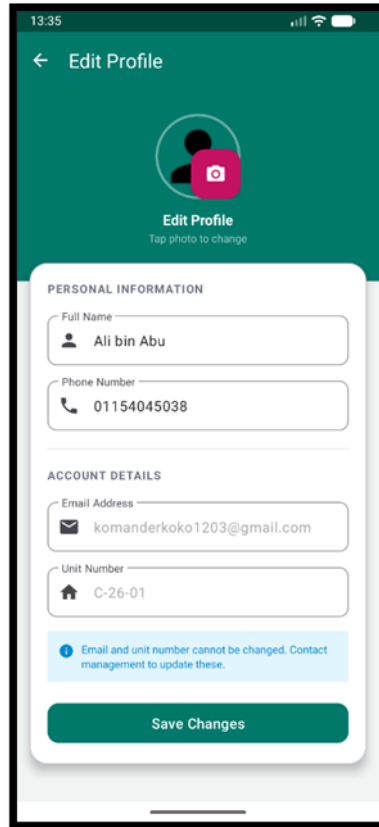 13:35
Edit Profile
Edit Profile
Tap photo to change
PERSONAL INFORMATION
Full Name
Ali bin Abu
Phone Number
01154045038
ACCOUNT DETAILS
Email Address
komanderkoko1203@gmail.com
Unit Number
C-26-01
Email and unit number cannot be changed. Contact
management to update these.
Save Changes